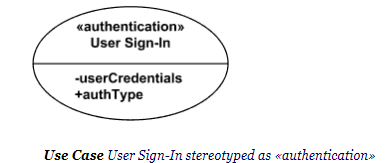 «authentication»
User Sign-In
-userCredentials
+authType
Use Case User Sign-In stereotyped as «authentication»